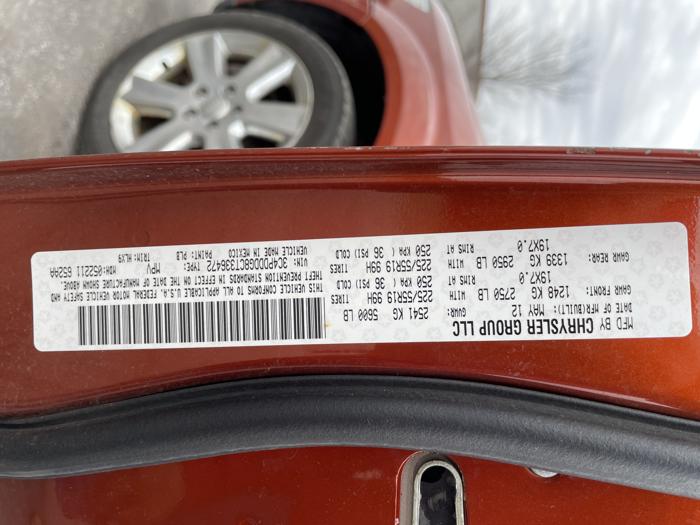 MFD BY CHRYSLER GROUP LLC
DATE OF MFR(BUILT): MAY 12 GVWR: 2541 KG 5600 LB
GAWR FRONT: 1248 KG 2750 LB 225/55R19 99H 250 KPA ( 36 PSI) COLD
WITH TIRES
19X7.0 RIMS AT
GAWR REAR: 1339 KG 2950 LB 225/55R19 99H 250 KPA ( 36 PSI) COLD
WITH TIRES
19X7.0 RIMS AT
THIS VEHICLE CONFORMS TO ALL APPLICABLE U.S.A. FEDERAL MOTOR VEHICLE SAFETY AND
THEFT PREVENTION STANDARDS IN EFFECT ON THE DATE OF MANUFACTURE SHOWN ABOVE.
VIN: 3C4PDDDG8CT336472 TYPE: MPV MDH:052211 652AA
VEHICLE MADE IN MEXICO PAINT: PLB TRIM: HLX9